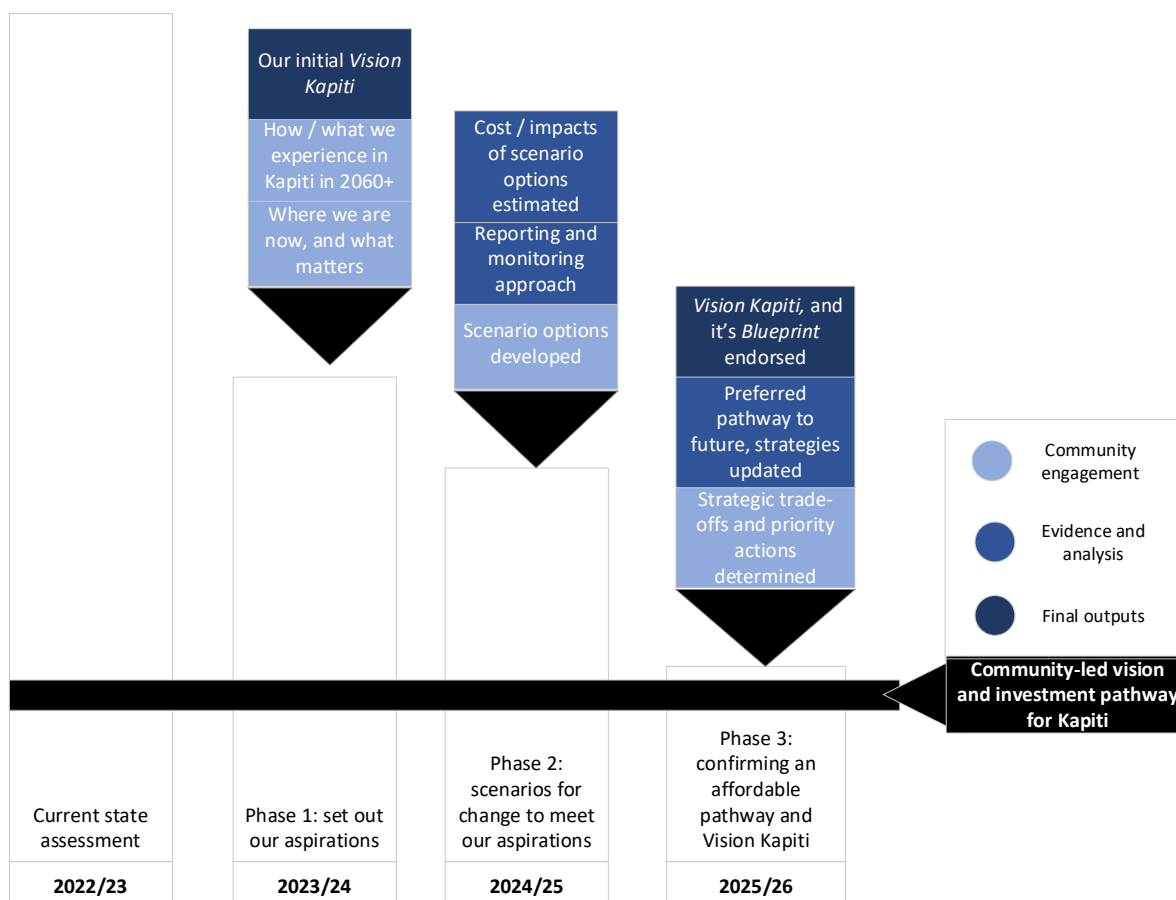 Our initial Vision
Kapiti
How / what we
experience in
Kapiti in 2060+
Where we are
now, and what
matters
Cost / impacts
of scenario
options
estimated
Reporting and
monitoring
approach
Scenario options
developed
Vision Kapiti, and
it's Blueprint
endorsed
Preferred
pathway to
future, strategies
updated
Strategic trade-
offs and priority
actions
determined
Community
engagement
Evidence and
analysis
Final outputs
Community-led vision
and investment pathway
for Kapiti
Current state
assessment
2022/23
Phase 1: set out
our aspirations
2023/24
Phase 2:
scenarios for
change to meet
our aspirations
2024/25
Phase 3:
confirming an
affordable
pathway and
Vision Kapiti
2025/26